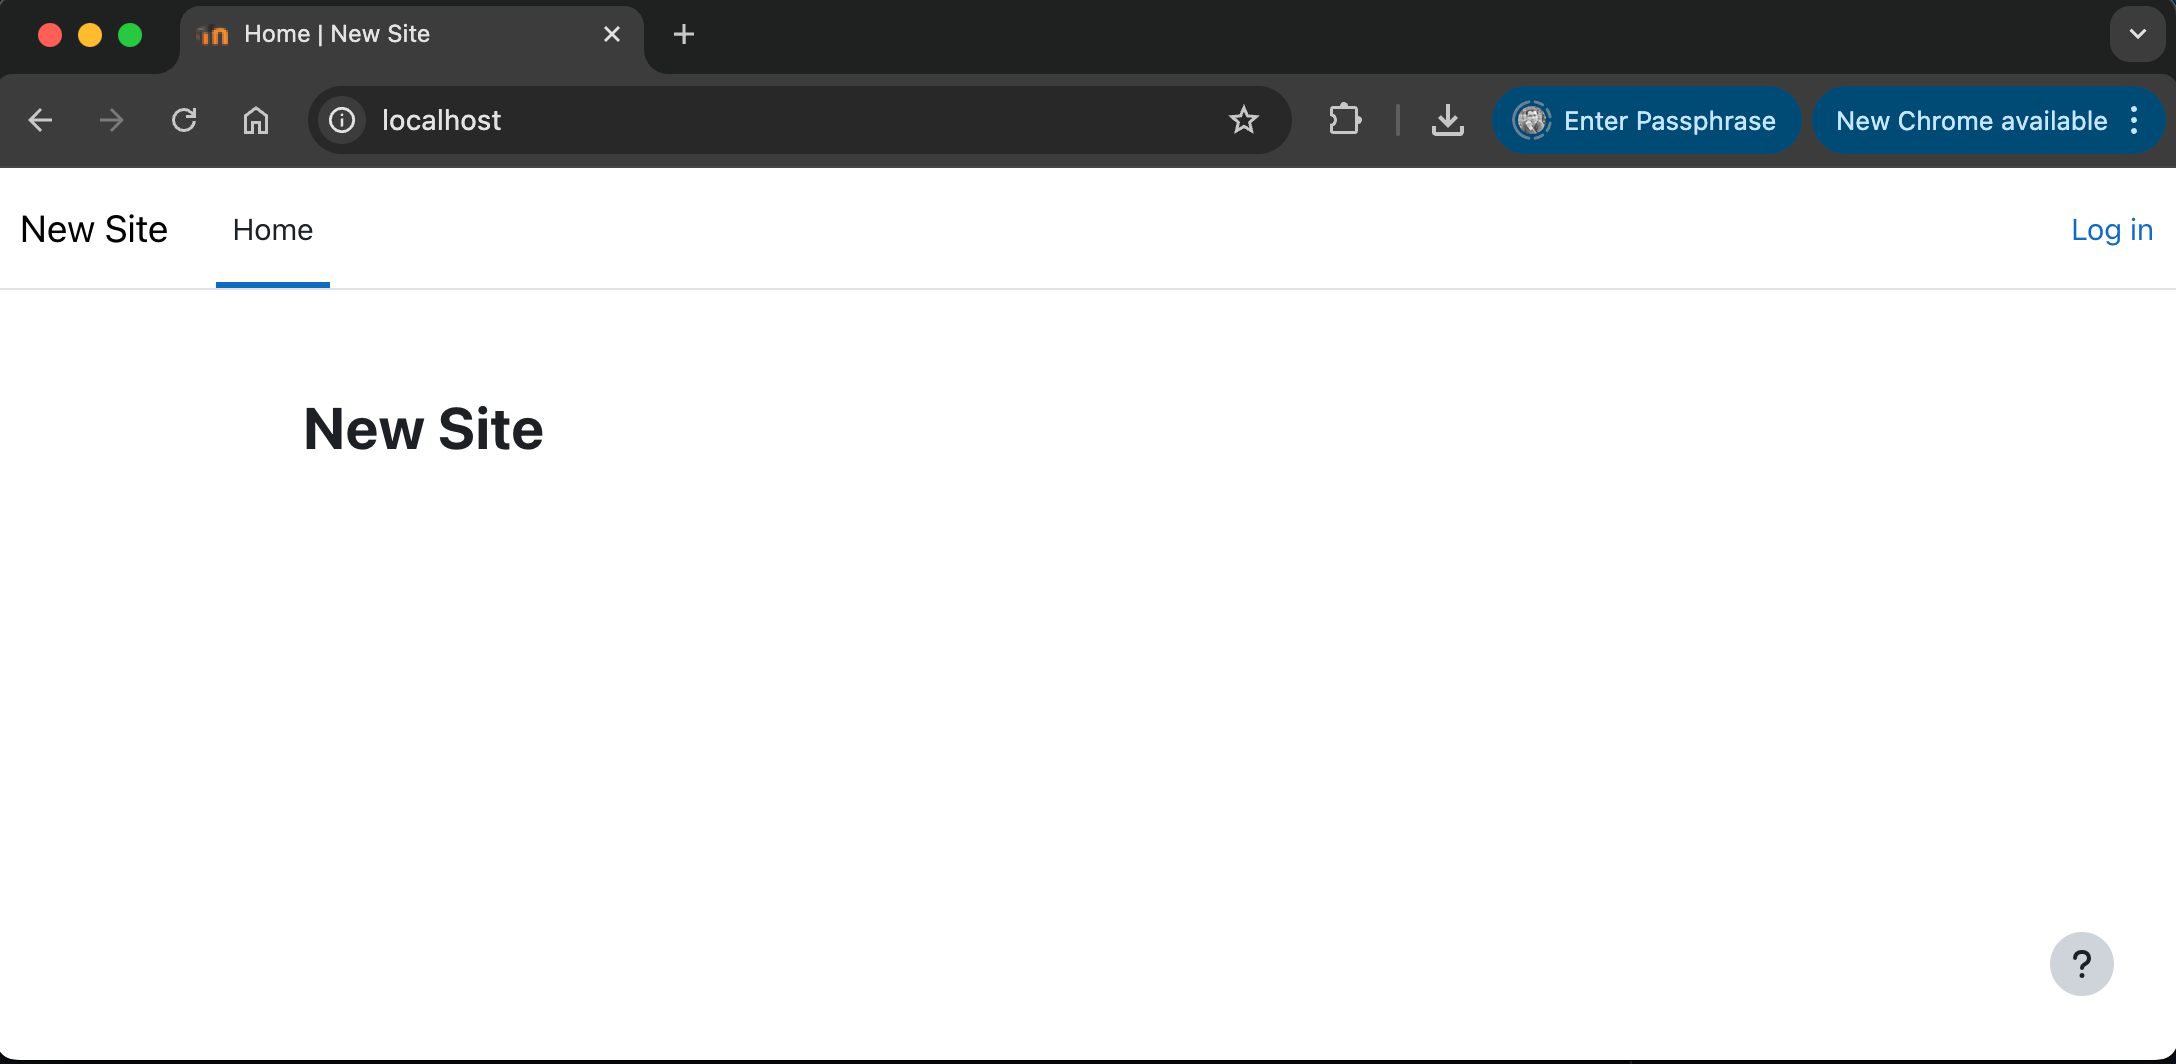 Home | New Site
localhost
Enter Passphrase
New Chrome available
New Site
Home
Log in
New Site
?